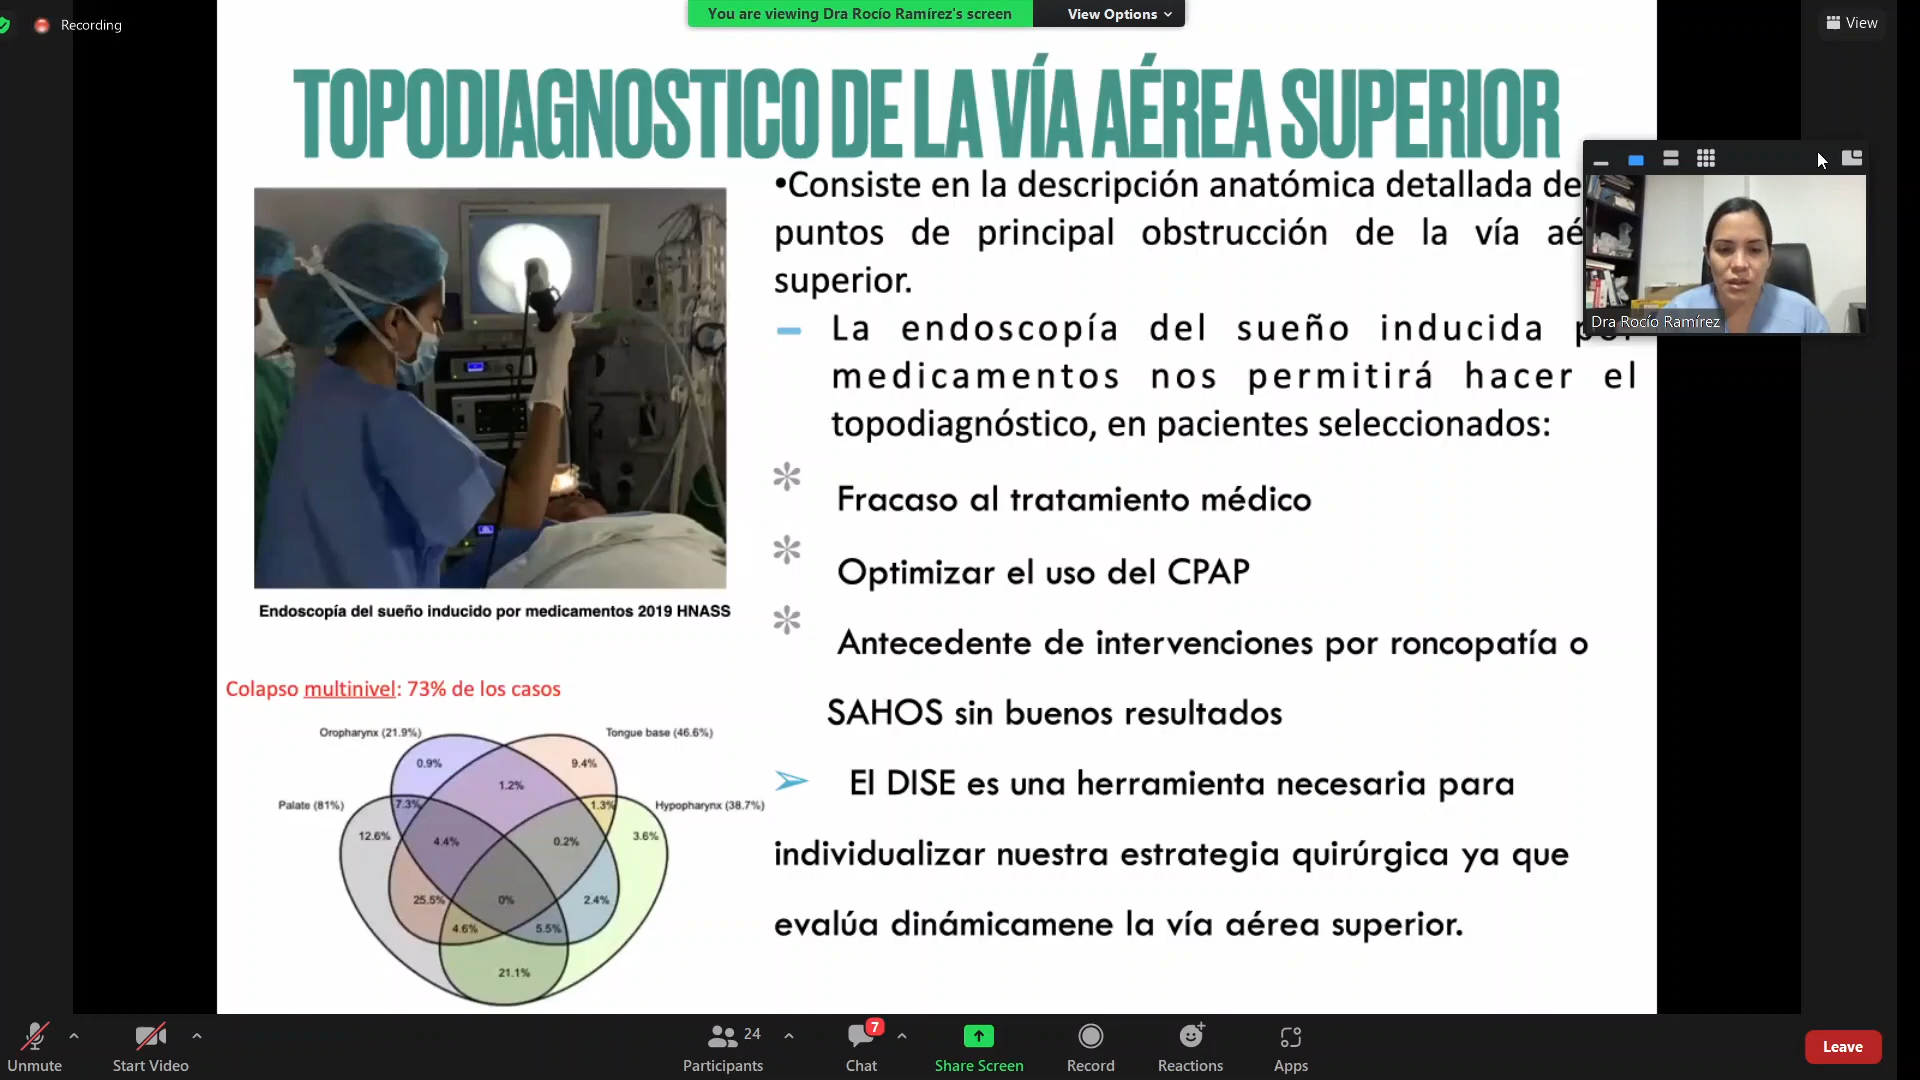 Recording
You are viewing Dra Rocío Ramírez's screen
View Options
View
TOPODIAGNOSTICO DE LA VÍA AÉREA SUPERIOR
•Consiste en la descripción anatómica detallada de
puntos de principal obstrucción de la vía aé
superior.
La endoscopía del sueño inducida por
medicamentos nos permitirá hacer el
topodiagnóstico, en pacientes seleccionados:
Fracaso al tratamiento médico
Optimizar el uso del CPAP
Antecedente de intervenciones por roncopatía o
SAHOS sin buenos resultados
El DISE es una herramienta necesaria para
individualizar nuestra estrategia quirúrgica ya que
evalúa dinámicamene la vía aérea superior.
Dra Rocío Ramírez
Endoscopía del sueño inducido por medicamentos 2019 HNASS
Colapso multinivel: 73% de los casos
Oropharynx (21.9%)
Tongue base (46.6%)
0.9%
9.4%
1.2%
Palate (81%)
7.3%
1.3%
Hypopharynx (38.7%)
12.6%
4.4%
0.2%
3.6%
25.5%
0%
2.4%
4.6%
5.5%
21.1%
Unmute
Start Video
24
Participants
7
Chat
Share Screen
Record
Reactions
Apps
Leave